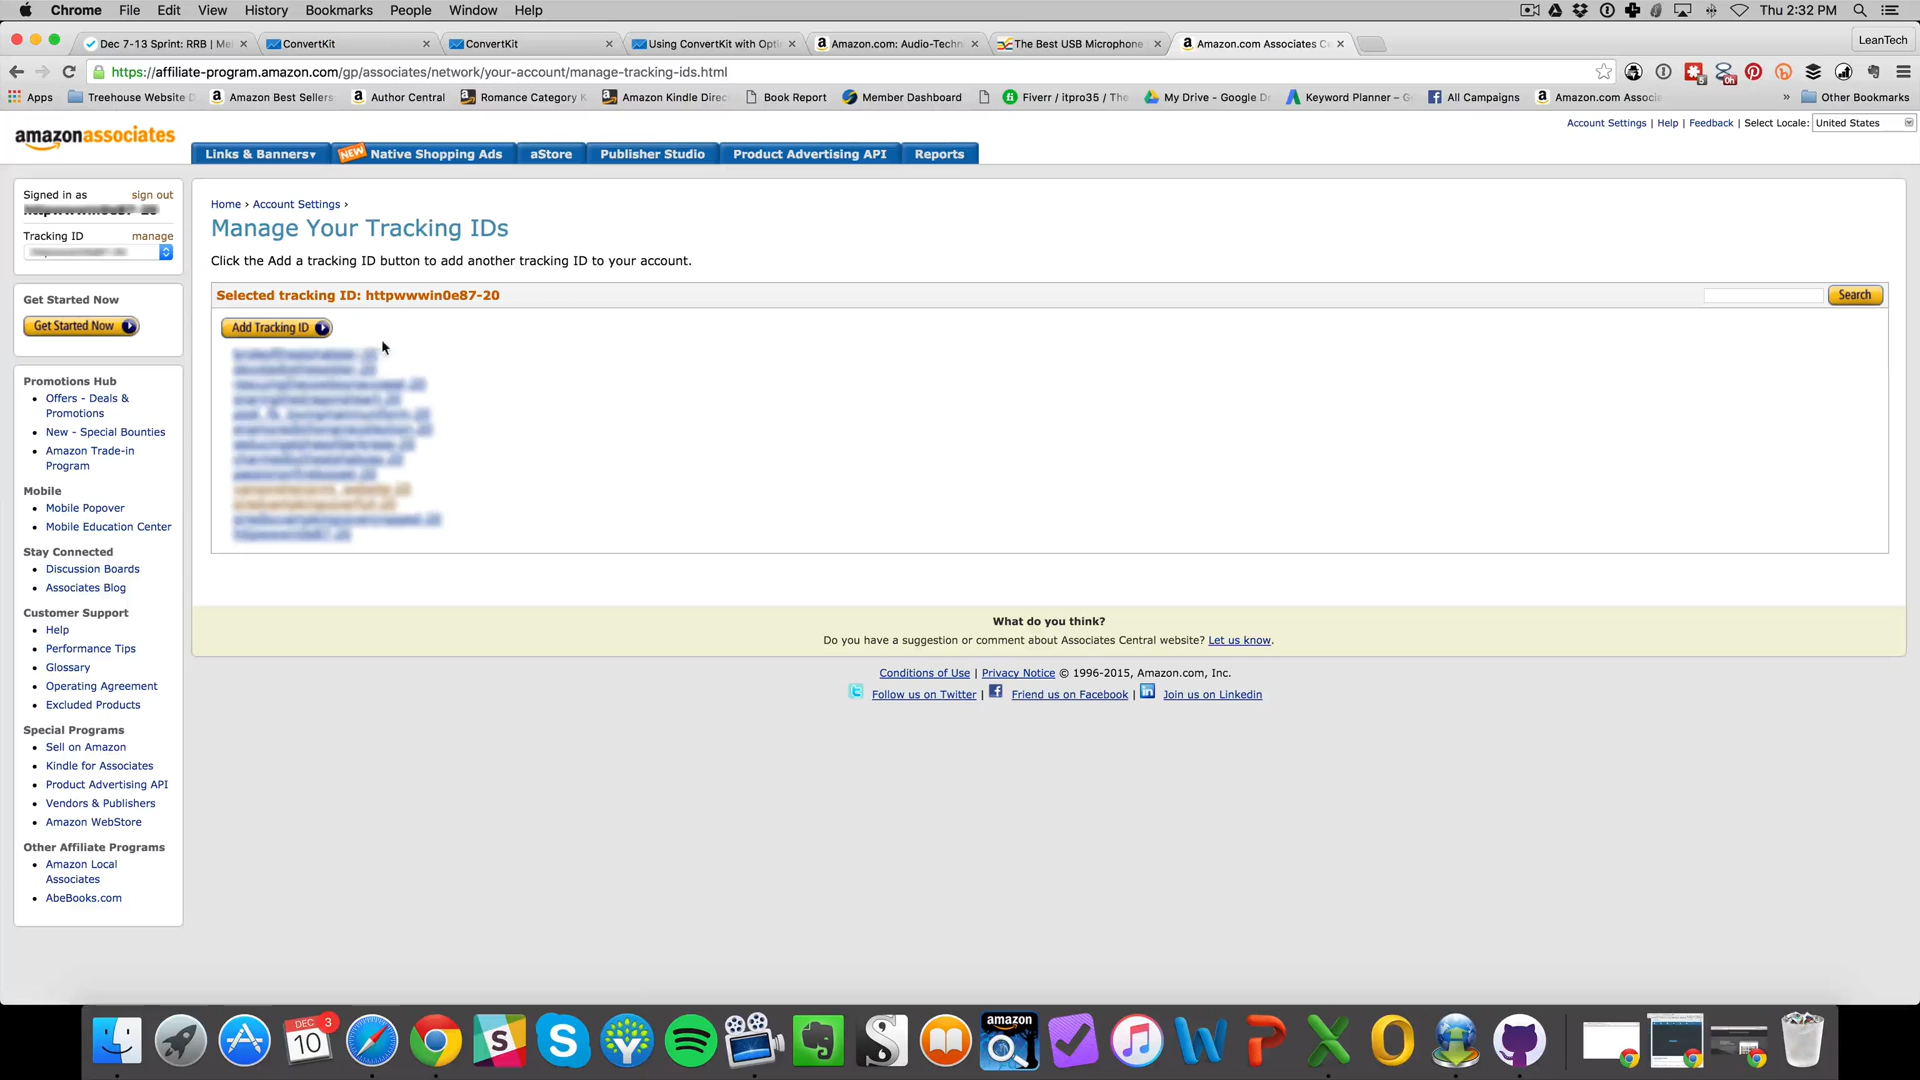 Chrome File Edit View History Bookmarks People Window Help Thu 2:32 PM
Dec 7-13 Sprint: RRB | Me ConvertKit ConvertKit Using ConvertKit with Opti Amazon.com: Audio-Techn The Best USB Microphone Amazon.com Associates C LeanTech
https://affiliate-program.amazon.com/gp/associates/network/your-account/manage-tracking-ids.html
Apps Treehouse Website D Amazon Best Sellers Author Central Romance Category K Amazon Kindle Direc Book Report Member Dashboard Fiverr / itpro35 / The My Drive - Google Dr Keyword Planner – G All Campaigns Amazon.com Associ » Other Bookmarks
amazonassociates
Account Settings | Help | Feedback | Select Locale: United States
Links & Banners NEW Native Shopping Ads aStore Publisher Studio Product Advertising API Reports
Signed in as sign out
Tracking ID manage
Get Started Now
Get Started Now
Promotions Hub
Offers - Deals &
Promotions
New - Special Bounties
Amazon Trade-in
Program
Mobile
Mobile Popover
Mobile Education Center
Stay Connected
Discussion Boards
Associates Blog
Customer Support
Help
Performance Tips
Glossary
Operating Agreement
Excluded Products
Special Programs
Sell on Amazon
Kindle for Associates
Product Advertising API
Vendors & Publishers
Amazon WebStore
Other Affiliate Programs
Amazon Local
Associates
AbeBooks.com
Home › Account Settings ›
Manage Your Tracking IDs
Click the Add a tracking ID button to add another tracking ID to your account.
Selected tracking ID: httpwwwin0e87-20 Search
Add Tracking ID
What do you think?
Do you have a suggestion or comment about Associates Central website? Let us know.
Conditions of Use | Privacy Notice © 1996-2015, Amazon.com, Inc.
Follow us on Twitter | Friend us on Facebook | Join us on Linkedin
DEC 3
10
amazon